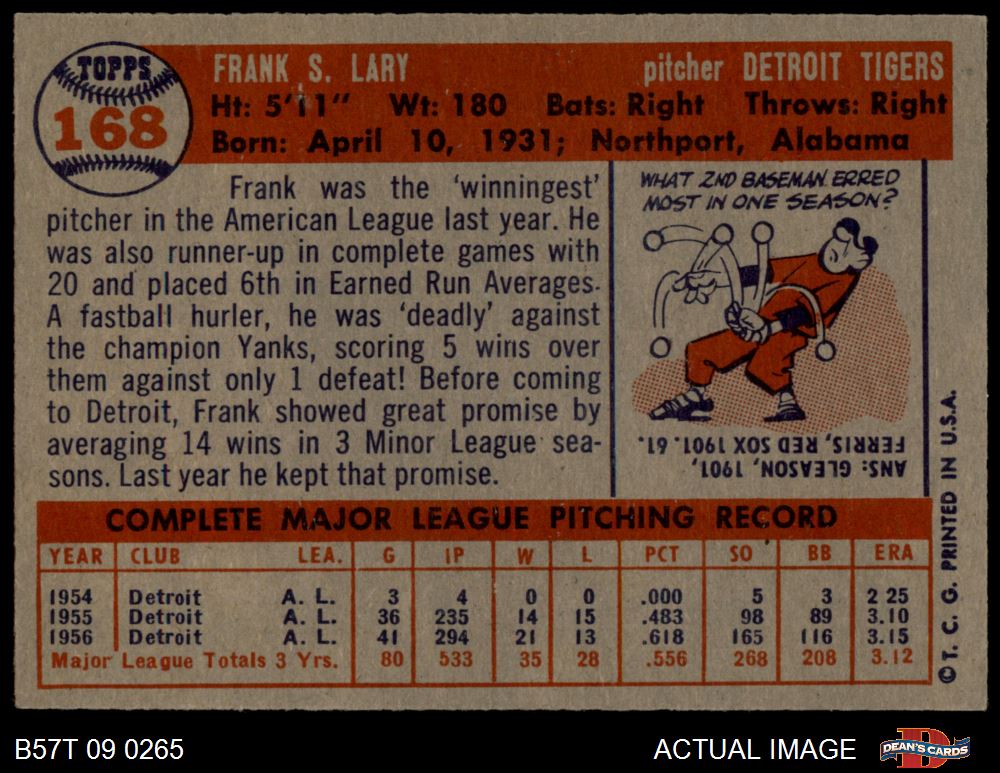 TOPPS
168
FRANK S. LARY
pitcher DETROIT TIGERS
Ht: 5'11" Wt: 180 Bats: Right Throws: Right
Born: April 10, 1931; Northport, Alabama
Frank was the 'winningest'
pitcher in the American League last year. He
was also runner-up in complete games with
20 and placed 6th in Earned Run Averages.
A fastball hurler, he was 'deadly' against
the champion Yanks, scoring 5 wins over
them against only 1 defeat! Before coming
to Detroit, Frank showed great promise by
averaging 14 wins in 3 Minor League sea-
sons. Last year he kept that promise.
WHAT 2ND BASEMAN ERRED
MOST IN ONE SEASON?
ANS: GLEASON, 1901,
FERRIS, RED SOX 1901. 61.
COMPLETE MAJOR LEAGUE PITCHING RECORD
YEAR CLUB LEA. G IP W L PCT SO BB ERA
1954 Detroit A. L. 3 4 0 0 .000 5 3 2 25
1955 Detroit A. L. 36 235 14 15 .483 98 89 3.10
1956 Detroit A. L. 41 294 21 13 .618 165 116 3.15
Major League Totals 3 Yrs. 80 533 35 28 .556 268 208 3.12
© T. C. G. PRINTED IN U.S.A.
B57T 09 0265
ACTUAL IMAGE
DEAN'S CARDS